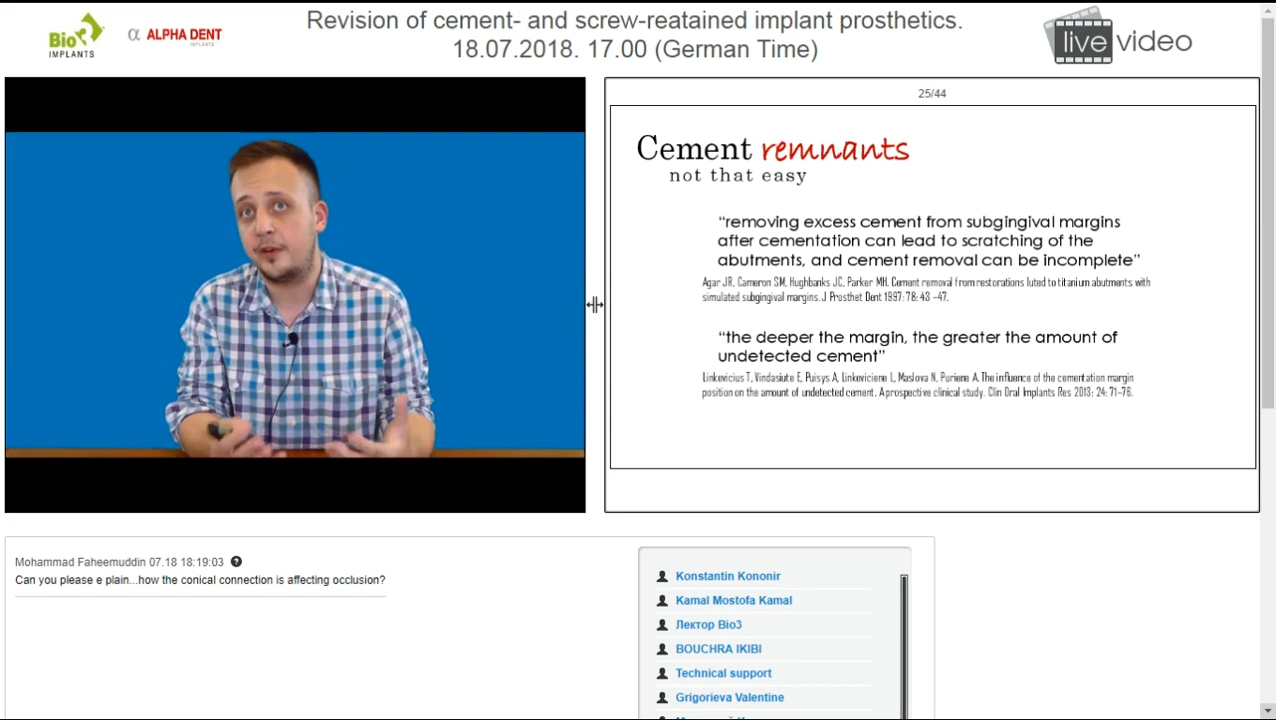 Revision of cement- and screw-reatained implant prosthetics.
18.07.2018. 17.00 (German Time)
Bio
IMPLANTS
α ALPHA DENT
IMPLANTS
live video
25/44
Cement remnants
not that easy
“removing excess cement from subgingival margins
after cementation can lead to scratching of the
abutments, and cement removal can be incomplete”
Agar JR, Cameron SM, Hughbanks JC, Parker MH. Cement removal from restorations luted to titanium abutments with
simulated subgingival margins. J Prosthet Dent 1997: 78: 43 –47.
“the deeper the margin, the greater the amount of
undetected cement”
Linkevicius T, Vindasiute E, Puisys A, Linkeviciene L, Maslova N, Puriene A. The influence of the cementation margin
position on the amount of undetected cement. A prospective clinical study. Clin Oral Implants Res 2013: 24: 71–76.
Mohammad Faheemuddin 07.18 18:19:03
Can you please e plain...how the conical connection is affecting occlusion?
Konstantin Kononir
Kamal Mostofa Kamal
Лектор Bio3
BOUCHRA IKIBI
Technical support
Grigorieva Valentine